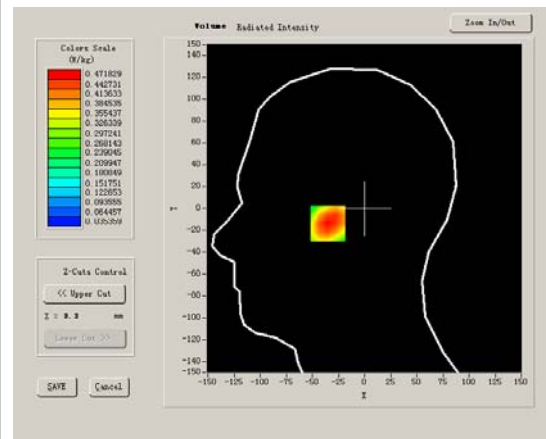 Volume Radiated Intensity
Zoom In/Out
Colors Scale
(W/kg)
0.471829
0.442731
0.413633
0.384535
0.355437
0.326339
0.297241
0.268143
0.239045
0.209947
0.180849
0.151751
0.122653
0.093555
0.064457
0.035359
150
140
120
100
80
60
40
20
Y
0
-20
-40
-60
-80
-100
-120
-140
-150
-150 -125 -100 -75 -50 -25 0 25 50 75 100 125 150
X
Z-Cuts Control
<< Upper Cut
mm
Lower Cut >>
SAVE
Cancel